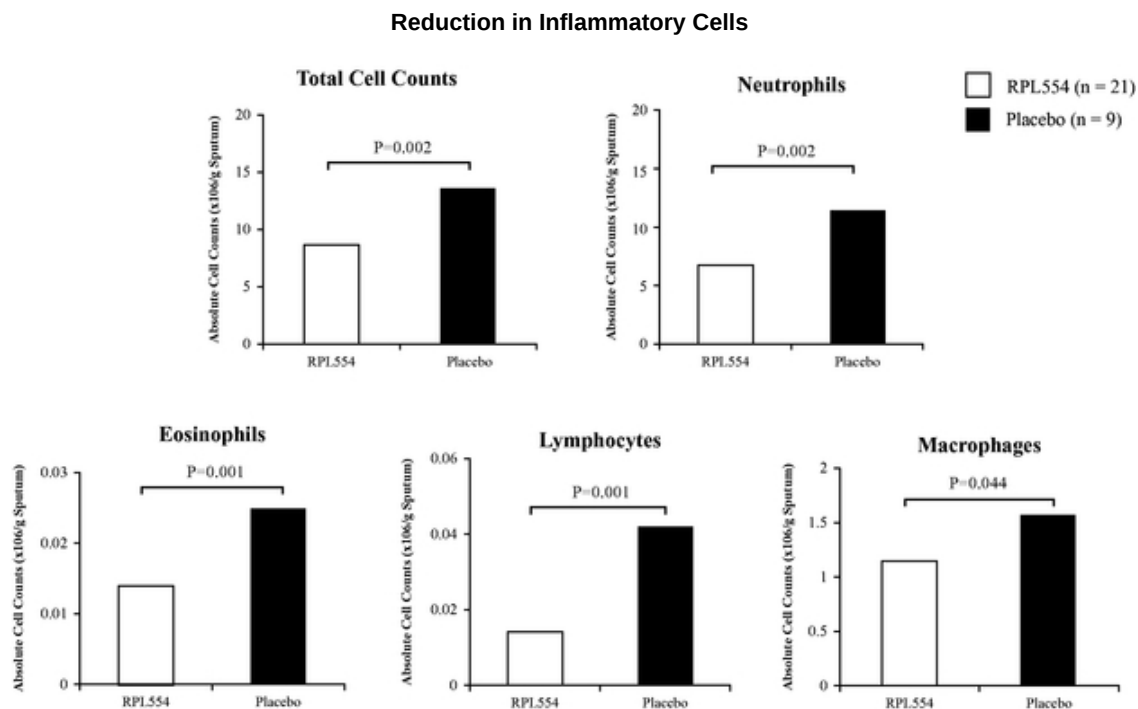 Reduction in Inflammatory Cells
Total Cell Counts
Absolute Cell Counts (x106/g Sputum)
20
15
10
5
0
P=0.002
RPL554
Placebo
Neutrophils
Absolute Cell Counts (x106/g Sputum)
20
15
10
5
0
P=0.002
RPL554
Placebo
RPL554 (n = 21)
Placebo (n = 9)
Eosinophils
Absolute Cell Counts (x106/g Sputum)
0.03
0.02
0.01
0
P=0.001
RPL554
Placebo
Lymphocytes
Absolute Cell Counts (x106/g Sputum)
0.06
0.04
0.02
0
P=0.001
RPL554
Placebo
Macrophages
Absolute Cell Counts (x106/g Sputum)
2
1.5
1
0.5
0
P=0.044
RPL554
Placebo